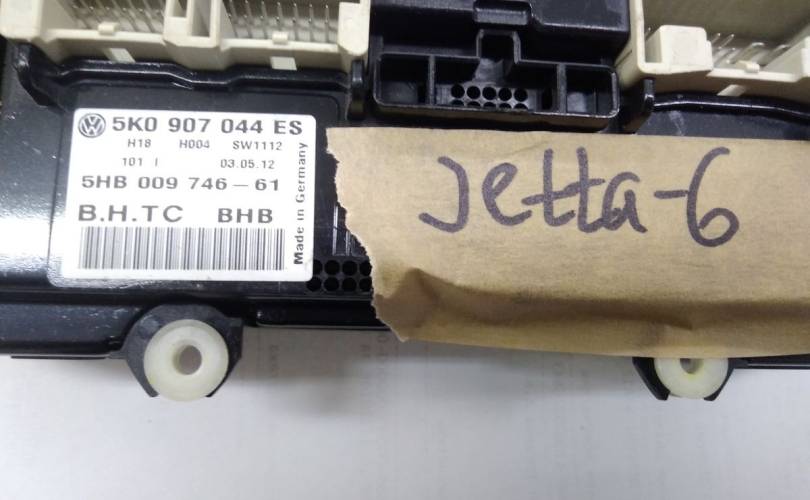 5K0 907 044 ES
H18 H004 SW1112
101 I 03.05.12
5HB 009 746-61
B.H.TC BHB
Made in Germany
Jetta-6